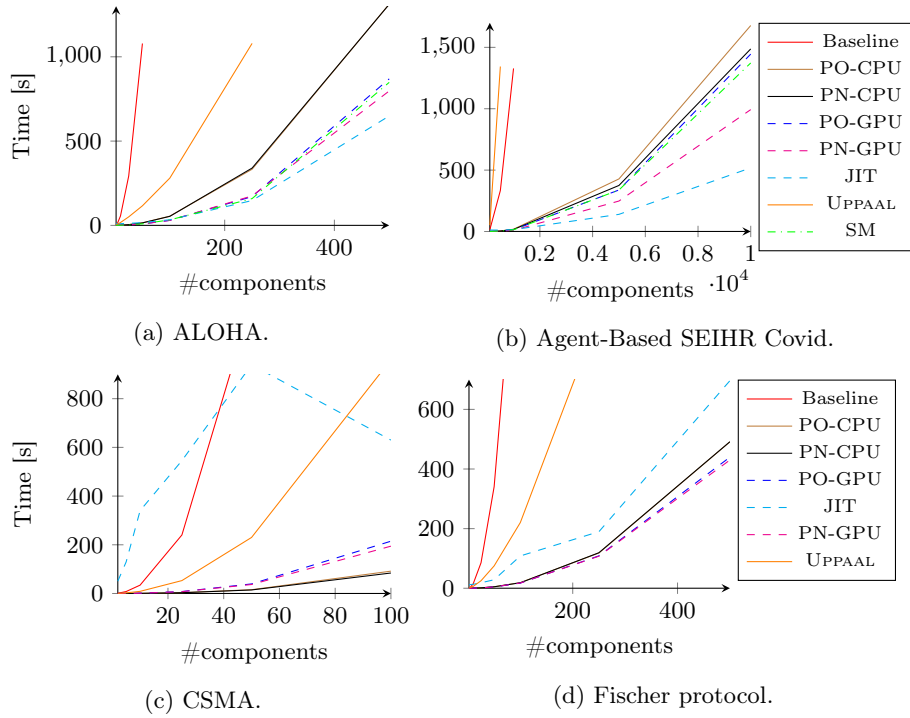 1,000
500
0
Time [s]
200
400
#components
(a) ALOHA.
1,500
1,000
500
0
0.2
0.4
0.6
0.8
1
·10⁴
#components
(b) Agent-Based SEIHR Covid.
Baseline
PO-CPU
PN-CPU
PO-GPU
PN-GPU
JIT
UPPAAL
SM
800
600
400
200
0
Time [s]
20
40
60
80
100
#components
(c) CSMA.
600
400
200
0
200
400
#components
(d) Fischer protocol.
Baseline
PO-CPU
PN-CPU
PO-GPU
JIT
PN-GPU
UPPAAL